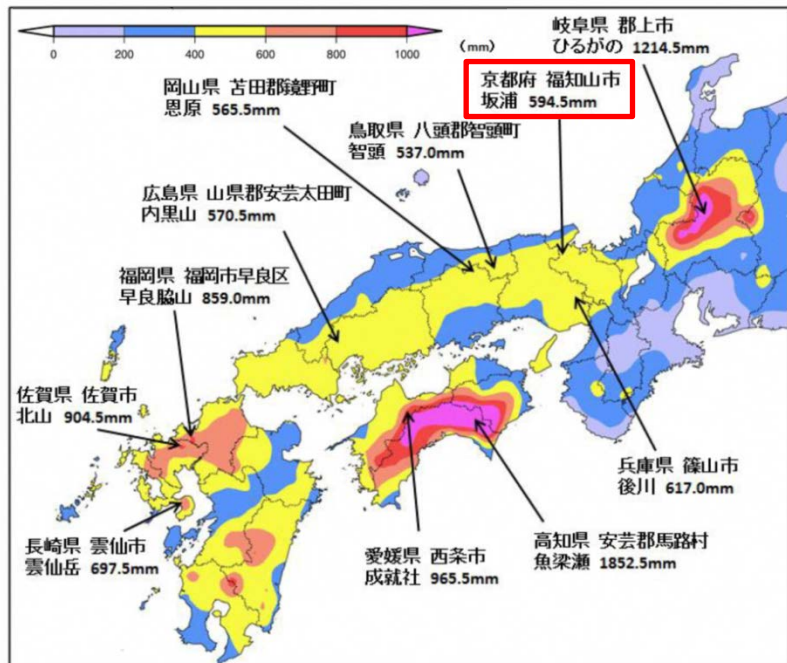 0 200 400 600 800 1000
(mm)
岐阜県 郡上市
ひるがの 1214.5mm
京都府 福知山市
坂浦 594.5mm
岡山県 苫田郡鏡野町
恩原 565.5mm
鳥取県 八頭郡智頭町
智頭 537.0mm
広島県 山県郡安芸太田町
内黒山 570.5mm
福岡県 福岡市早良区
早良脇山 859.0mm
佐賀県 佐賀市
北山 904.5mm
長崎県 雲仙市
雲仙岳 697.5mm
愛媛県 西条市
成就社 965.5mm
高知県 安芸郡馬路村
魚梁瀬 1852.5mm
兵庫県 篠山市
後川 617.0mm